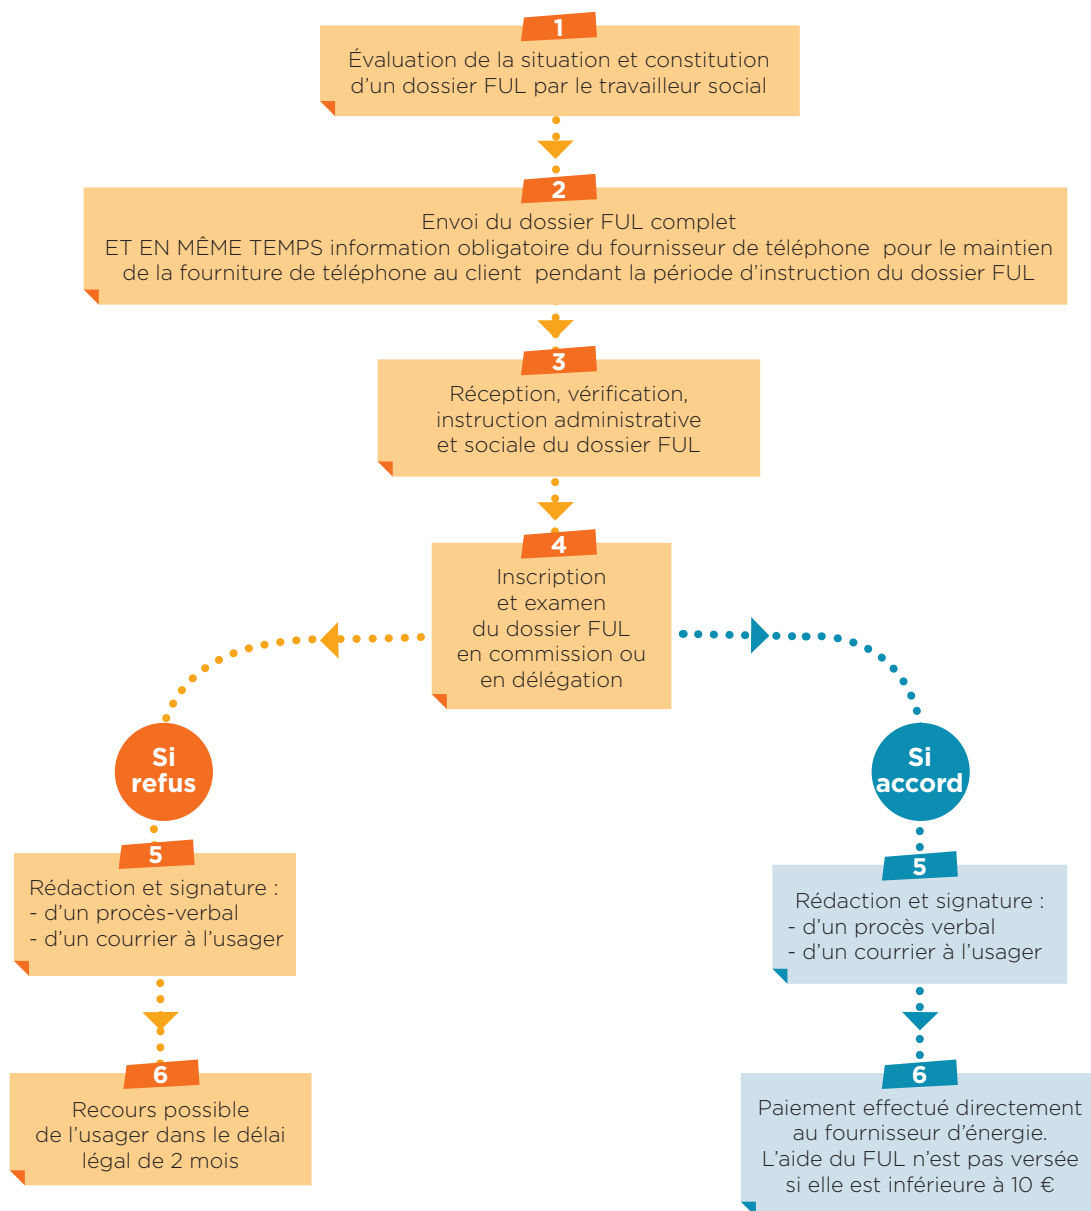 1
Évaluation de la situation et constitution
d'un dossier FUL par le travailleur social
2
Envoi du dossier FUL complet
ET EN MÊME TEMPS information obligatoire du fournisseur de téléphone pour le maintien
de la fourniture de téléphone au client pendant la période d'instruction du dossier FUL
3
Réception, vérification,
instruction administrative
et sociale du dossier FUL
4
Inscription
et examen
du dossier FUL
en commission ou
en délégation
Si
refus
5
Rédaction et signature :
- d'un procès-verbal
- d'un courrier à l'usager
6
Recours possible
de l'usager dans le délai
légal de 2 mois
Si
accord
5
Rédaction et signature :
- d'un procès verbal
- d'un courrier à l'usager
6
Paiement effectué directement
au fournisseur d'énergie.
L'aide du FUL n'est pas versée
si elle est inférieure à 10 €